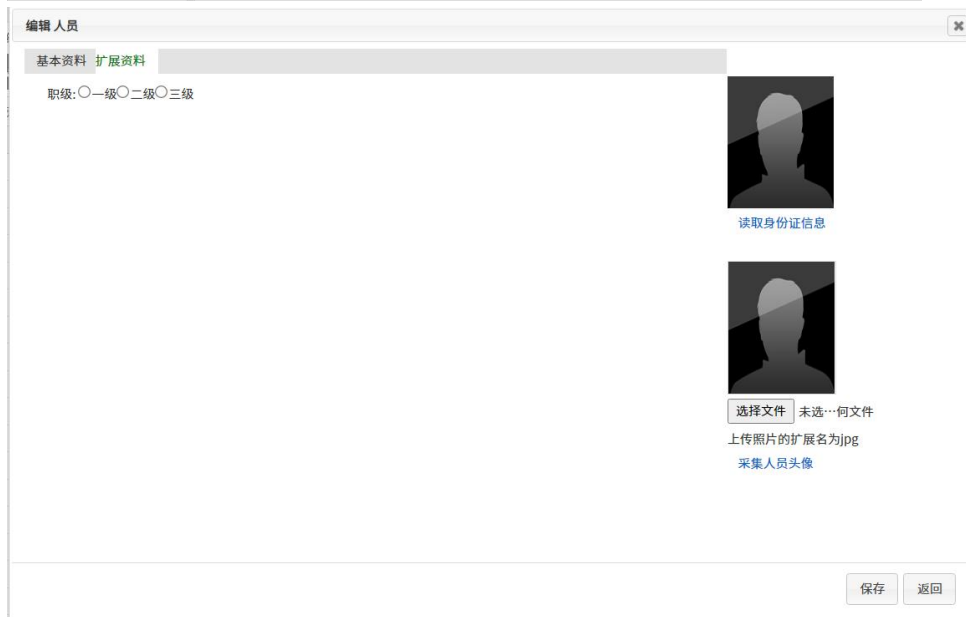 编辑 人员
基本资料 扩展资料
职级:一级二级三级
读取身份证信息
选择文件 未选…何文件
上传照片的扩展名为jpg
采集人员头像
保存 返回